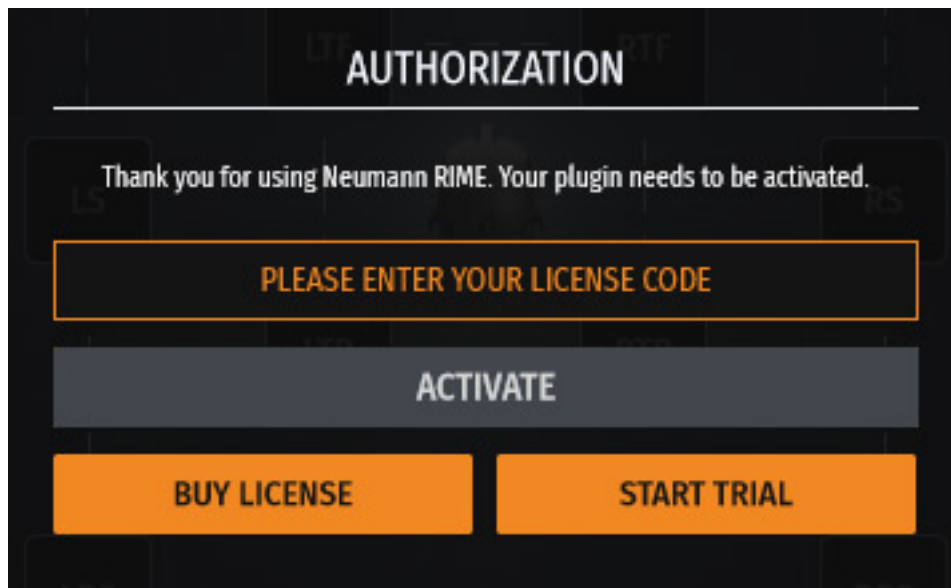 LTF
RTF
AUTHORIZATION
Thank you for using Neumann RIME. Your plugin needs to be activated.
LS
RS
PLEASE ENTER YOUR LICENSE CODE
ACTIVATE
BUY LICENSE
START TRIAL